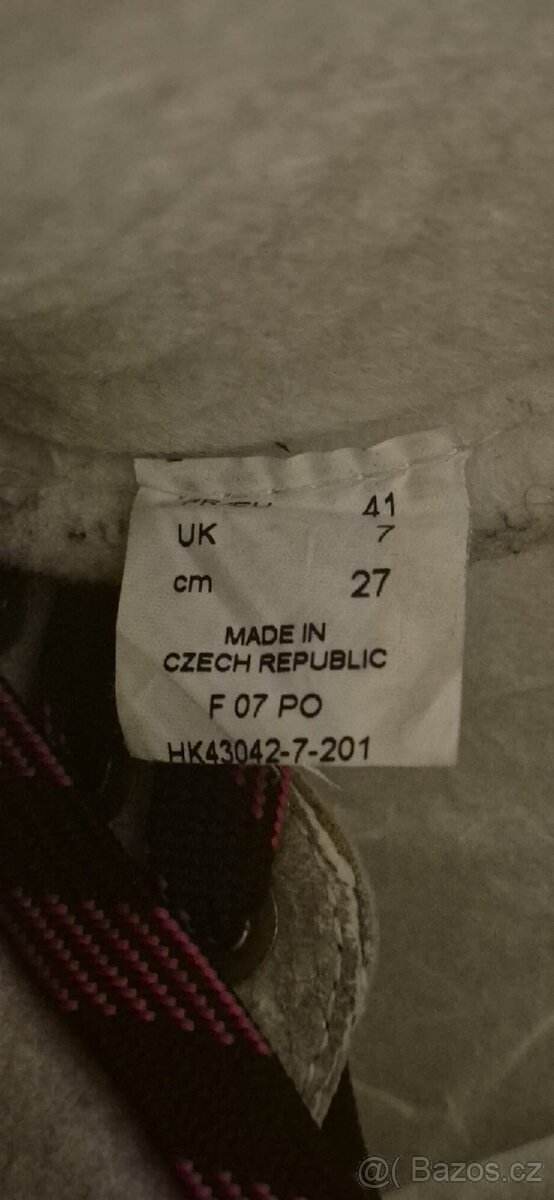 41
UK 7
cm 27
MADE IN
CZECH REPUBLIC
F 07 PO
HK43042-7-201
@( Bazos.cz